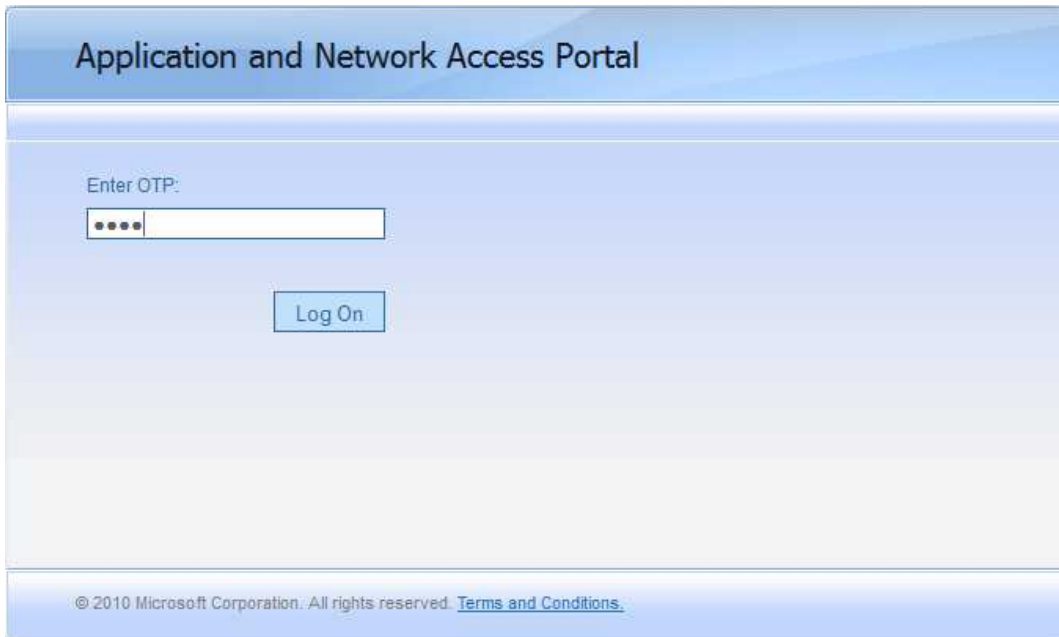 Application and Network Access Portal
Enter OTP:
••••
Log On
© 2010 Microsoft Corporation. All rights reserved. Terms and Conditions.